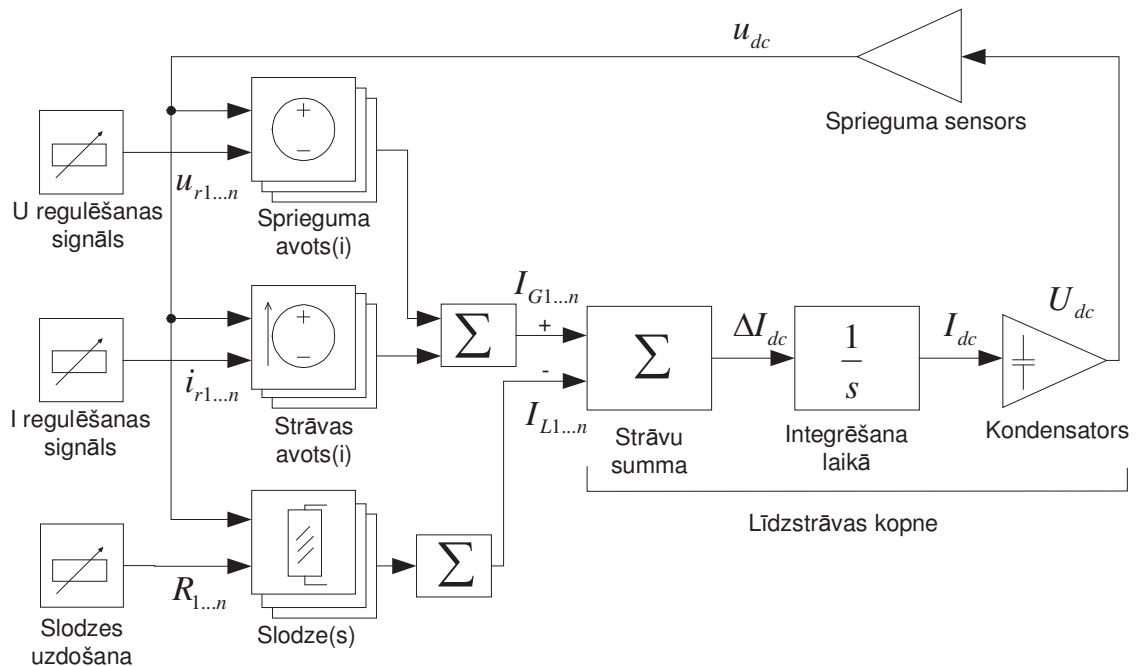 u_dc
Sprieguma sensors
U regulēšanas
signāls
u_r1...n
+
−
Sprieguma
avots(i)
I regulēšanas
signāls
i_r1...n
+
−
Strāvas
avots(i)
Σ
I_G1...n
+
-
I_L1...n
Σ
Strāvu
summa
ΔI_dc
1
s
Integrēšana
laikā
I_dc
U_dc
Kondensators
Līdzstrāvas kopne
Slodzes
uzdošana
R_1...n
Slodze(s)
Σ